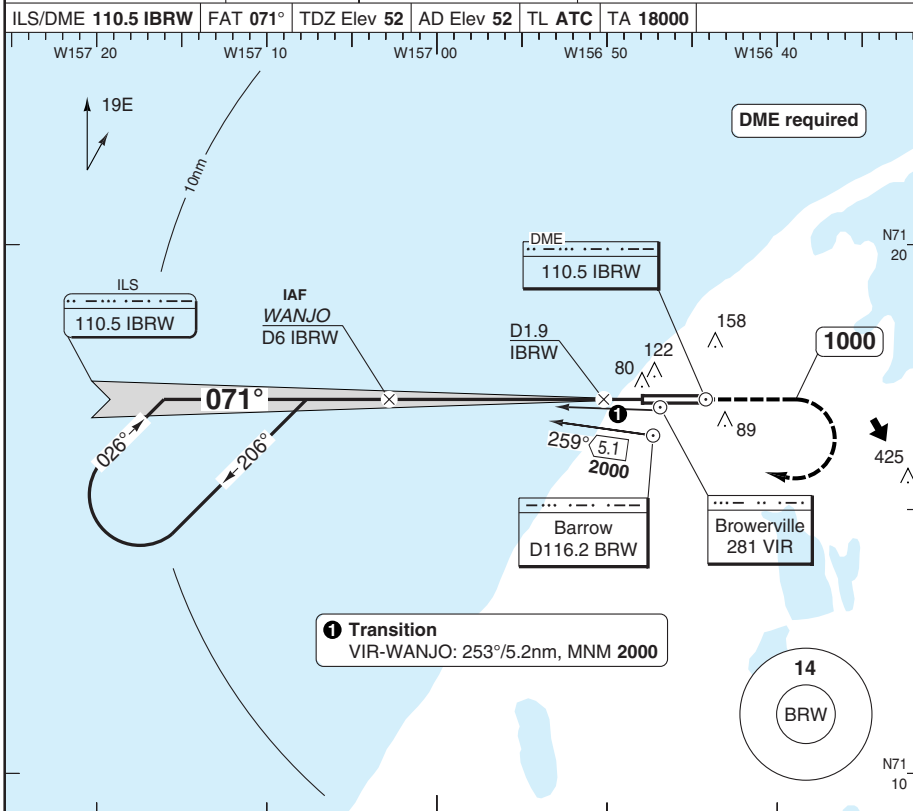 ILS/DME 110.5 IBRW FAT 071° TDZ Elev 52 AD Elev 52 TL ATC TA 18000
W157 20 W157 10 W157 00 W156 50 W156 40
19E
DME required
10nm
N71
20
DME
110.5 IBRW
ILS
110.5 IBRW
IAF
WANJO
D6 IBRW
D1.9
IBRW
158
122
80
1000
071°
1
89
026°
206°
259°
5.1
2000
425
Barrow
D116.2 BRW
Browerville
281 VIR
1 Transition
VIR-WANJO: 253°/5.2nm, MNM 2000
14
BRW
N71
10